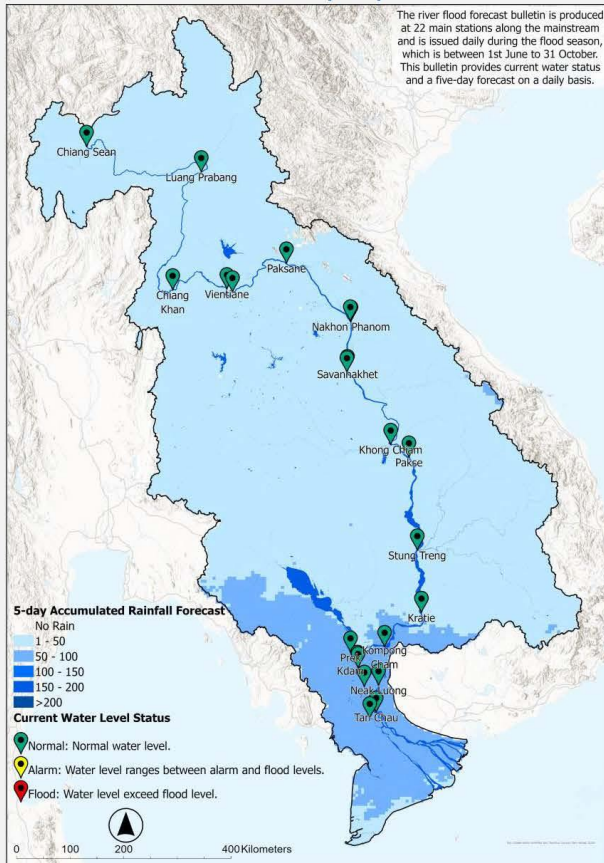 The river flood forecast bulletin is produced
at 22 main stations along the mainstream
and is issued daily during the flood season,
which is between 1st June to 31 October.
This bulletin provides current water status
and a five-day forecast on a daily basis.
Chiang Sean
Luang Prabang
Paksane
Chiang
Khan
Vientiane
Nakhon Phanom
Savannakhet
Khong Chiam
Pakse
Stung Treng
Kratie
Kompong
Cham
Prek
Kdam
Neak Luong
Tan Chau
5-day Accumulated Rainfall Forecast
No Rain
1 - 50
50 - 100
100 - 150
150 - 200
>200
Current Water Level Status
Normal: Normal water level.
Alarm: Water level ranges between alarm and flood levels.
Flood: Water level exceed flood level.
0 100 200 400 Kilometers